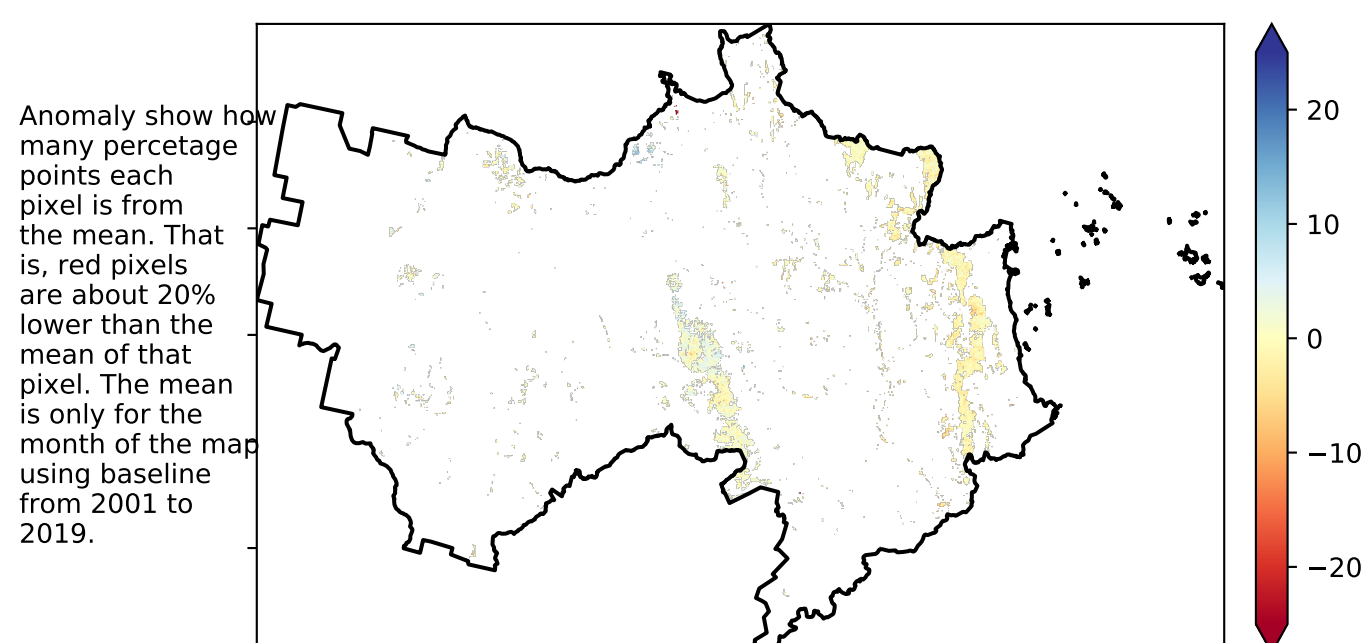 Anomaly show how
many percetage
points each
pixel is from
the mean. That
is, red pixels
are about 20%
lower than the
mean of that
pixel. The mean
is only for the
month of the map
using baseline
from 2001 to
2019.
20
10
0
−10
−20